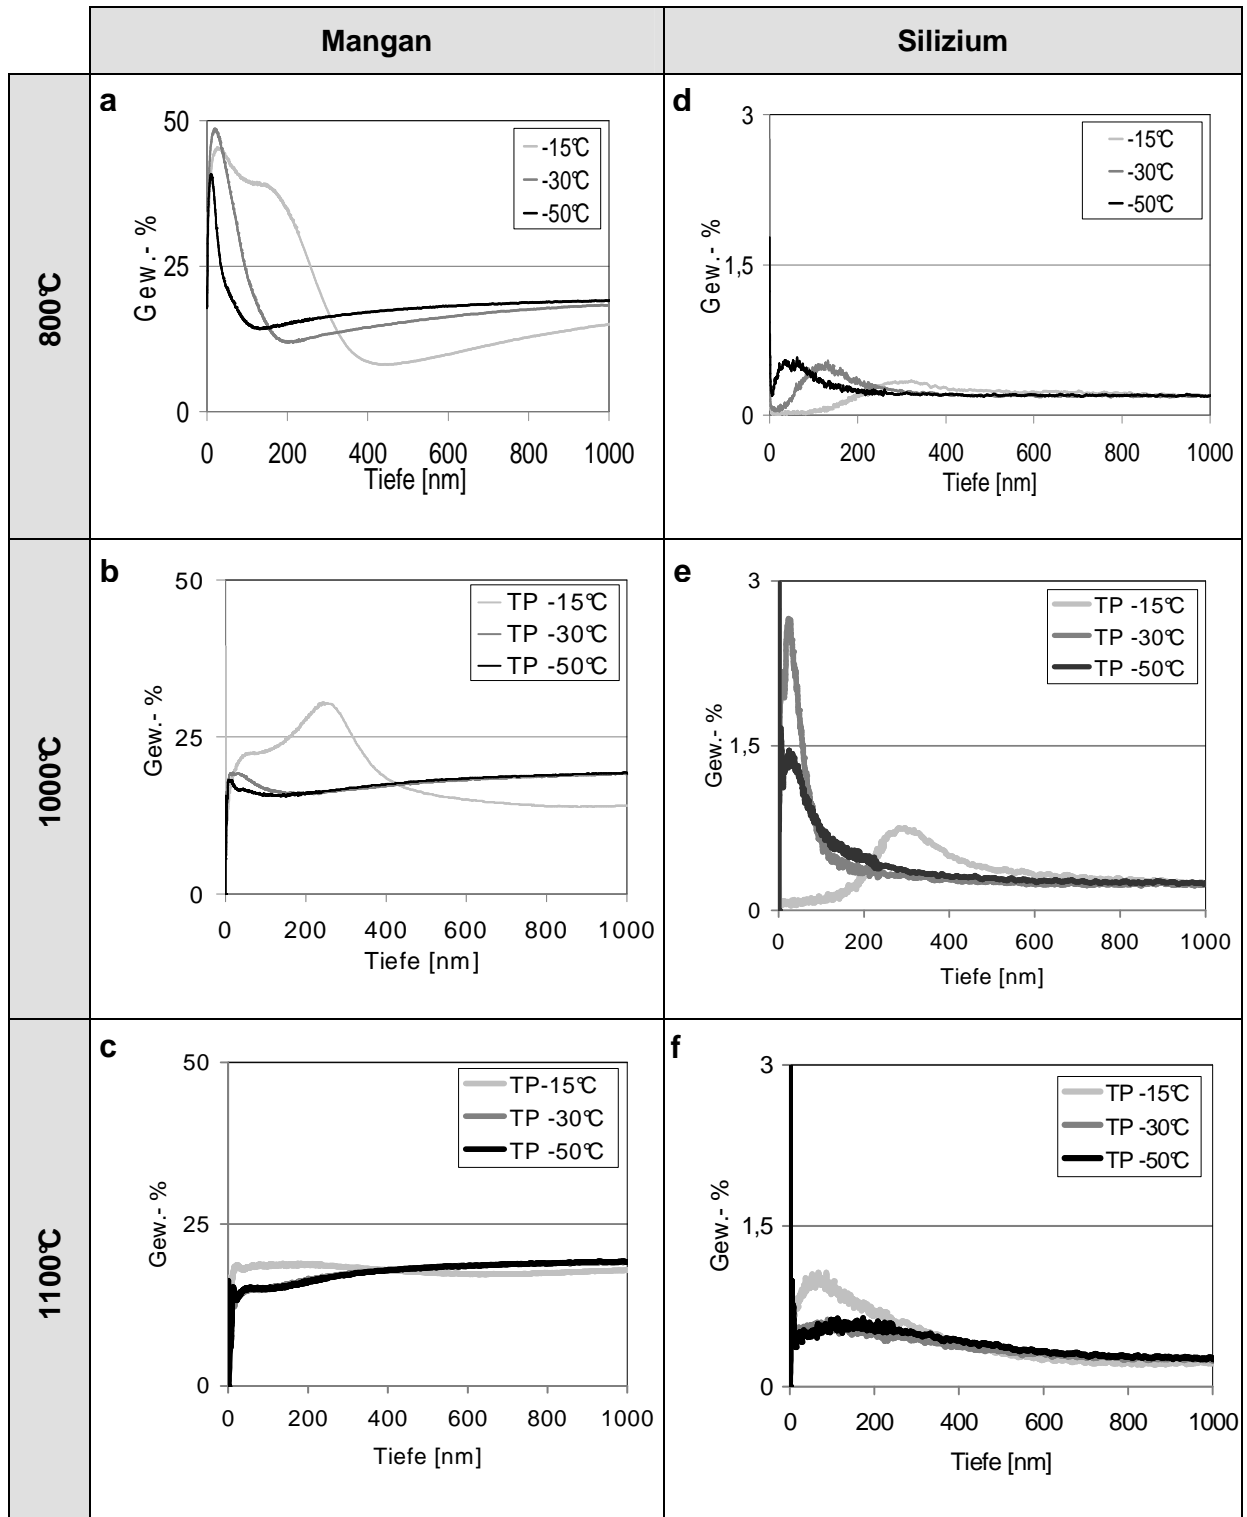 Mangan
Silizium
800℃
a
50
25
0
Gew.- %
-15℃
-30℃
-50℃
0 200 400 600 800 1000
Tiefe [nm]
d
3
1,5
0
Gew.- %
-15℃
-30℃
-50℃
0 200 400 600 800 1000
Tiefe [nm]
1000℃
b
50
25
0
Gew.- %
TP -15℃
TP -30℃
TP -50℃
0 200 400 600 800 1000
Tiefe [nm]
e
3
1,5
0
Gew.- %
TP -15℃
TP -30℃
TP -50℃
0 200 400 600 800 1000
Tiefe [nm]
1100℃
c
50
25
0
Gew.- %
TP-15℃
TP -30℃
TP -50℃
0 200 400 600 800 1000
Tiefe [nm]
f
3
1,5
0
Gew.- %
TP -15℃
TP -30℃
TP -50℃
0 200 400 600 800 1000
Tiefe [nm]